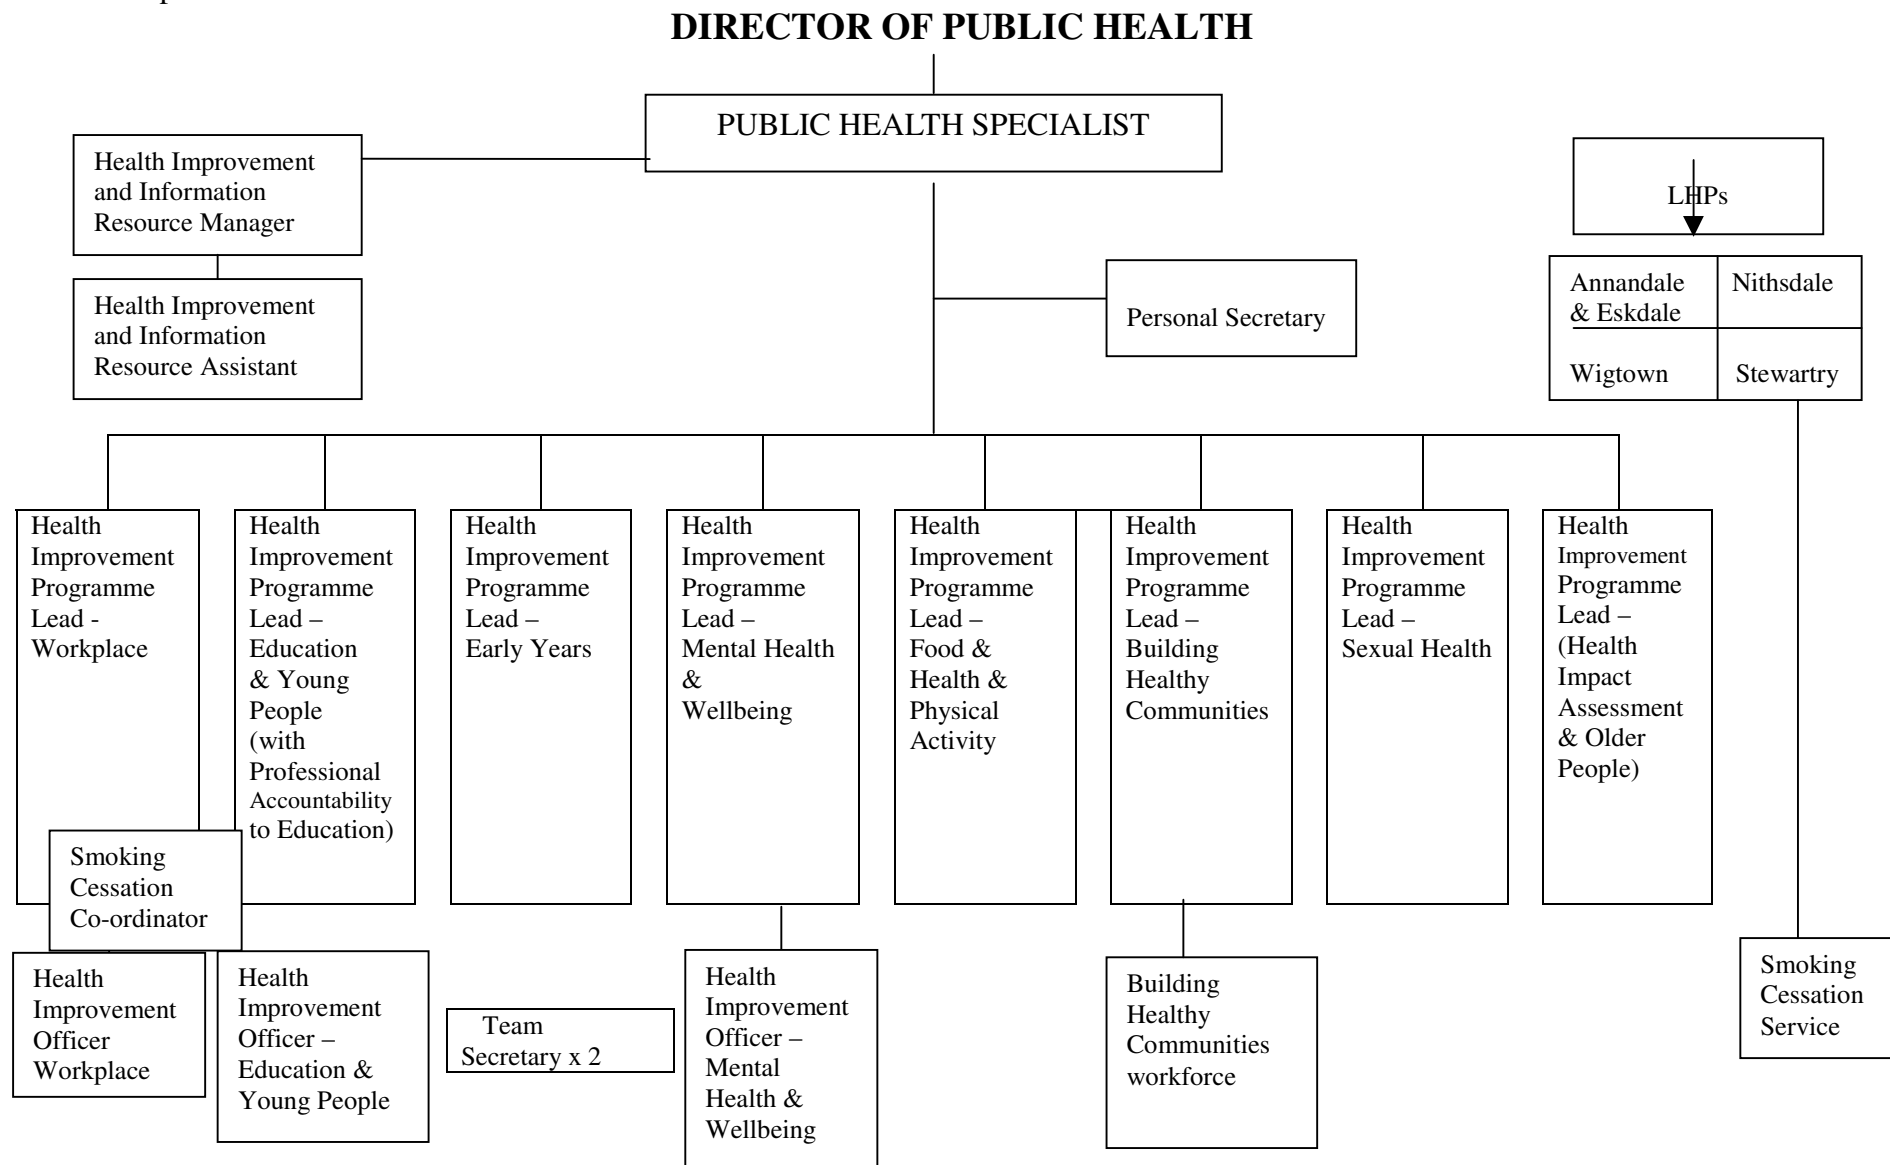 DIRECTOR OF PUBLIC HEALTH
PUBLIC HEALTH SPECIALIST
Health Improvement
and Information
Resource Manager
LHPs
Health Improvement
and Information
Resource Assistant
Personal Secretary
Annandale
& Eskdale
Nithsdale
Wigtown
Stewartry
Health
Improvement
Programme
Lead -
Workplace
Health
Improvement
Programme
Lead –
Education
& Young
People
(with
Professional
Accountability
to Education)
Health
Improvement
Programme
Lead –
Early Years
Health
Improvement
Programme
Lead –
Mental Health
&
Wellbeing
Health
Improvement
Programme
Lead –
Food &
Health &
Physical
Activity
Health
Improvement
Programme
Lead –
Building
Healthy
Communities
Health
Improvement
Programme
Lead –
Sexual Health
Health
Improvement
Programme
Lead –
(Health
Impact
Assessment
& Older
People)
Smoking
Cessation
Co-ordinator
Health
Improvement
Officer
Workplace
Health
Improvement
Officer –
Education &
Young People
Team
Secretary x 2
Health
Improvement
Officer –
Mental
Health &
Wellbeing
Building
Healthy
Communities
workforce
Smoking
Cessation
Service